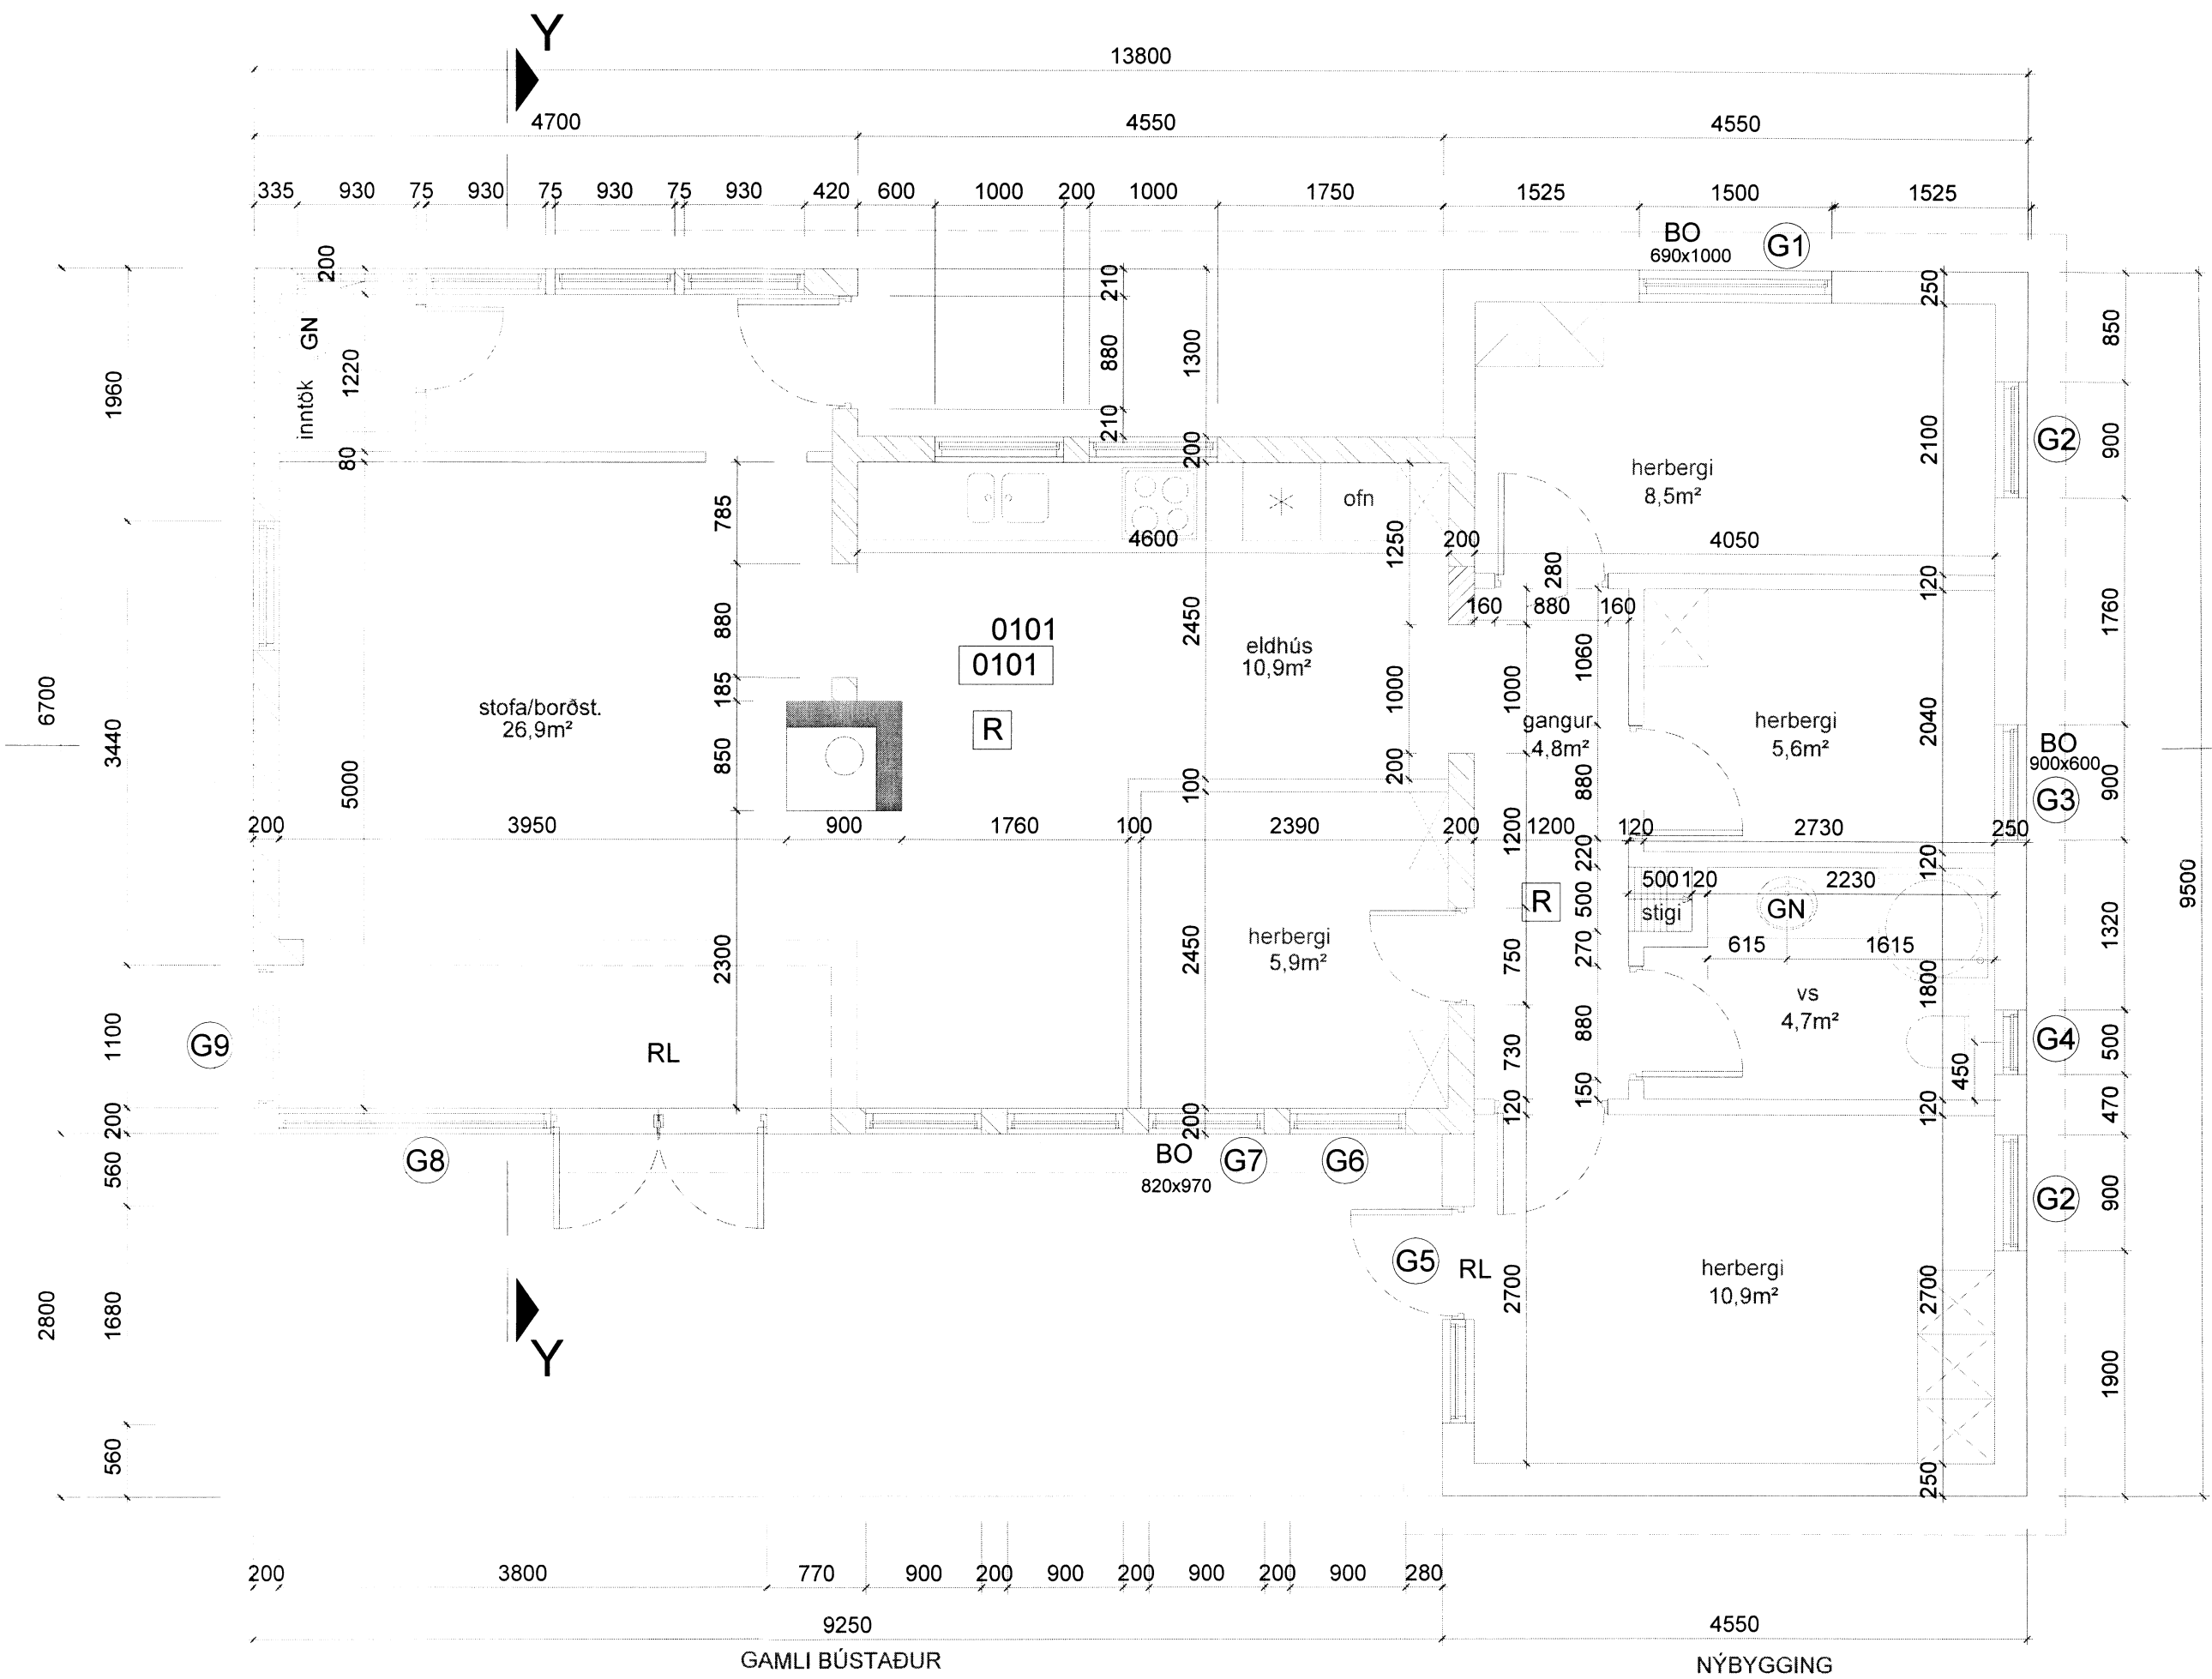 Y
13800
4700 4550 4550
335 930 75 930 75 930 75 930 420 600 1000 200 1000 1750 1525 1500 1525
BO
690x1000
G1
200
GN
1220
inntök
80
1960
210
880
210
1300
200
250
850
2100
900
G2
herbergi
8,5m²
ofn
785
4600
1250
200
280
4050
120
160 880 160
880
0101
0101
2450
eldhús
10,9m²
1060
1760
6700
3440
185
stofa/borðst.
26,9m²
R
1000
1000
gangur
4,8m²
herbergi
5,6m²
2040
BO
900x600
G3
900
850
5000
200
880
100
200 3950 900 1760 100 2390 200 1200 120 2730 250
1200
220
120
9500
500 120 2230
R
500
stigi
GN
270
615 1615
1320
herbergi
5,9m²
2450
2300
750
vs
4,7m²
1800
G9
1100
RL
880
G4
500
450
730
150
470
200
120
120
200
G8
BO
820x970
G7
G6
560
G2
900
G5
RL
herbergi
10,9m²
2700
2700
2800
1680
Y
1900
560
250
200 3800 770 900 200 900 200 900 200 900 280
9250 4550
GAMLI BÚSTAÐUR
NÝBYGGING